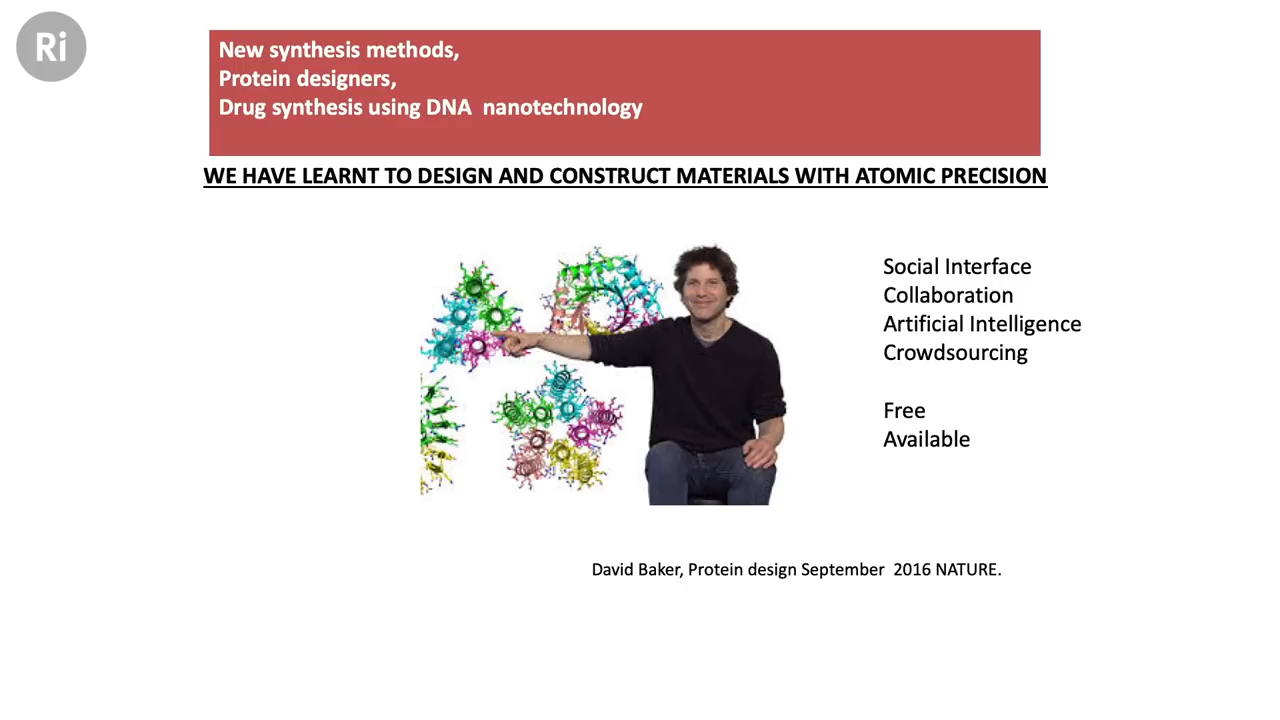 Ri
New synthesis methods,
Protein designers,
Drug synthesis using DNA  nanotechnology
WE HAVE LEARNT TO DESIGN AND CONSTRUCT MATERIALS WITH ATOMIC PRECISION
Social Interface
Collaboration
Artificial Intelligence
Crowdsourcing
Free
Available
David Baker, Protein design September  2016 NATURE.